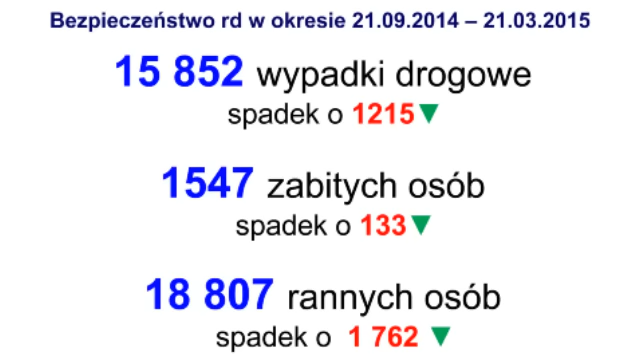 Bezpieczeństwo rd w okresie 21.09.2014 – 21.03.2015
15 852 wypadki drogowe
spadek o 1215▼
1547 zabitych osób
spadek o 133▼
18 807 rannych osób
spadek o 1 762 ▼